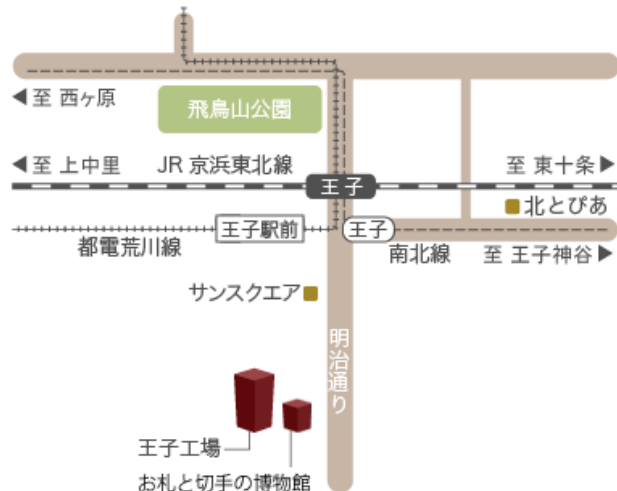 ◀至 西ヶ原
飛鳥山公園
◀至 上中里
JR 京浜東北線
王子
至 東十条▶
北とぴあ
都電荒川線
王子駅前
王子
南北線
至 王子神谷▶
サンスクエア
明治通り
王子工場
お札と切手の博物館